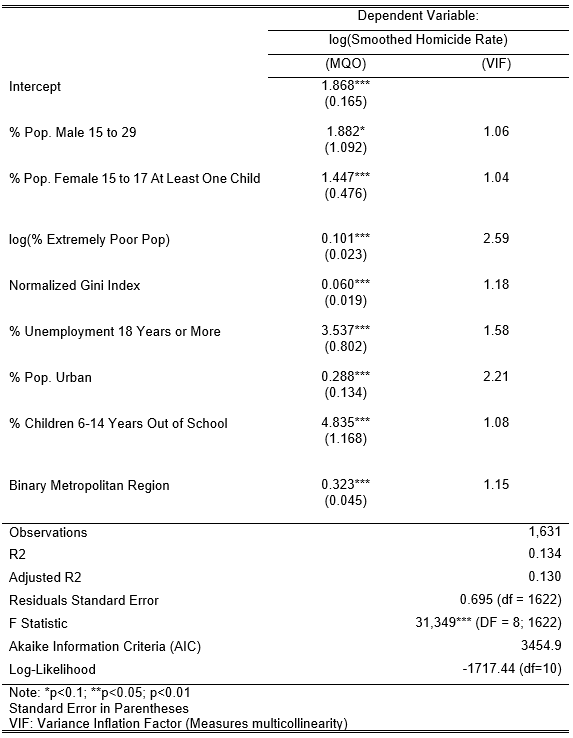 Dependent Variable:
log(Smoothed Homicide Rate)
(MQO) (VIF)
Intercept 1.868***
(0.165)
% Pop. Male 15 to 29 1.882* 1.06
(1.092)
% Pop. Female 15 to 17 At Least One Child 1.447*** 1.04
(0.476)
log(% Extremely Poor Pop) 0.101*** 2.59
(0.023)
Normalized Gini Index 0.060*** 1.18
(0.019)
% Unemployment 18 Years or More 3.537*** 1.58
(0.802)
% Pop. Urban 0.288*** 2.21
(0.134)
% Children 6-14 Years Out of School 4.835*** 1.08
(1.168)
Binary Metropolitan Region 0.323*** 1.15
(0.045)
Observations 1,631
R2 0.134
Adjusted R2 0.130
Residuals Standard Error 0.695 (df = 1622)
F Statistic 31,349*** (DF = 8; 1622)
Akaike Information Criteria (AIC) 3454.9
Log-Likelihood -1717.44 (df=10)
Note: *p<0.1; **p<0.05; p<0.01
Standard Error in Parentheses
VIF: Variance Inflation Factor (Measures multicollinearity)